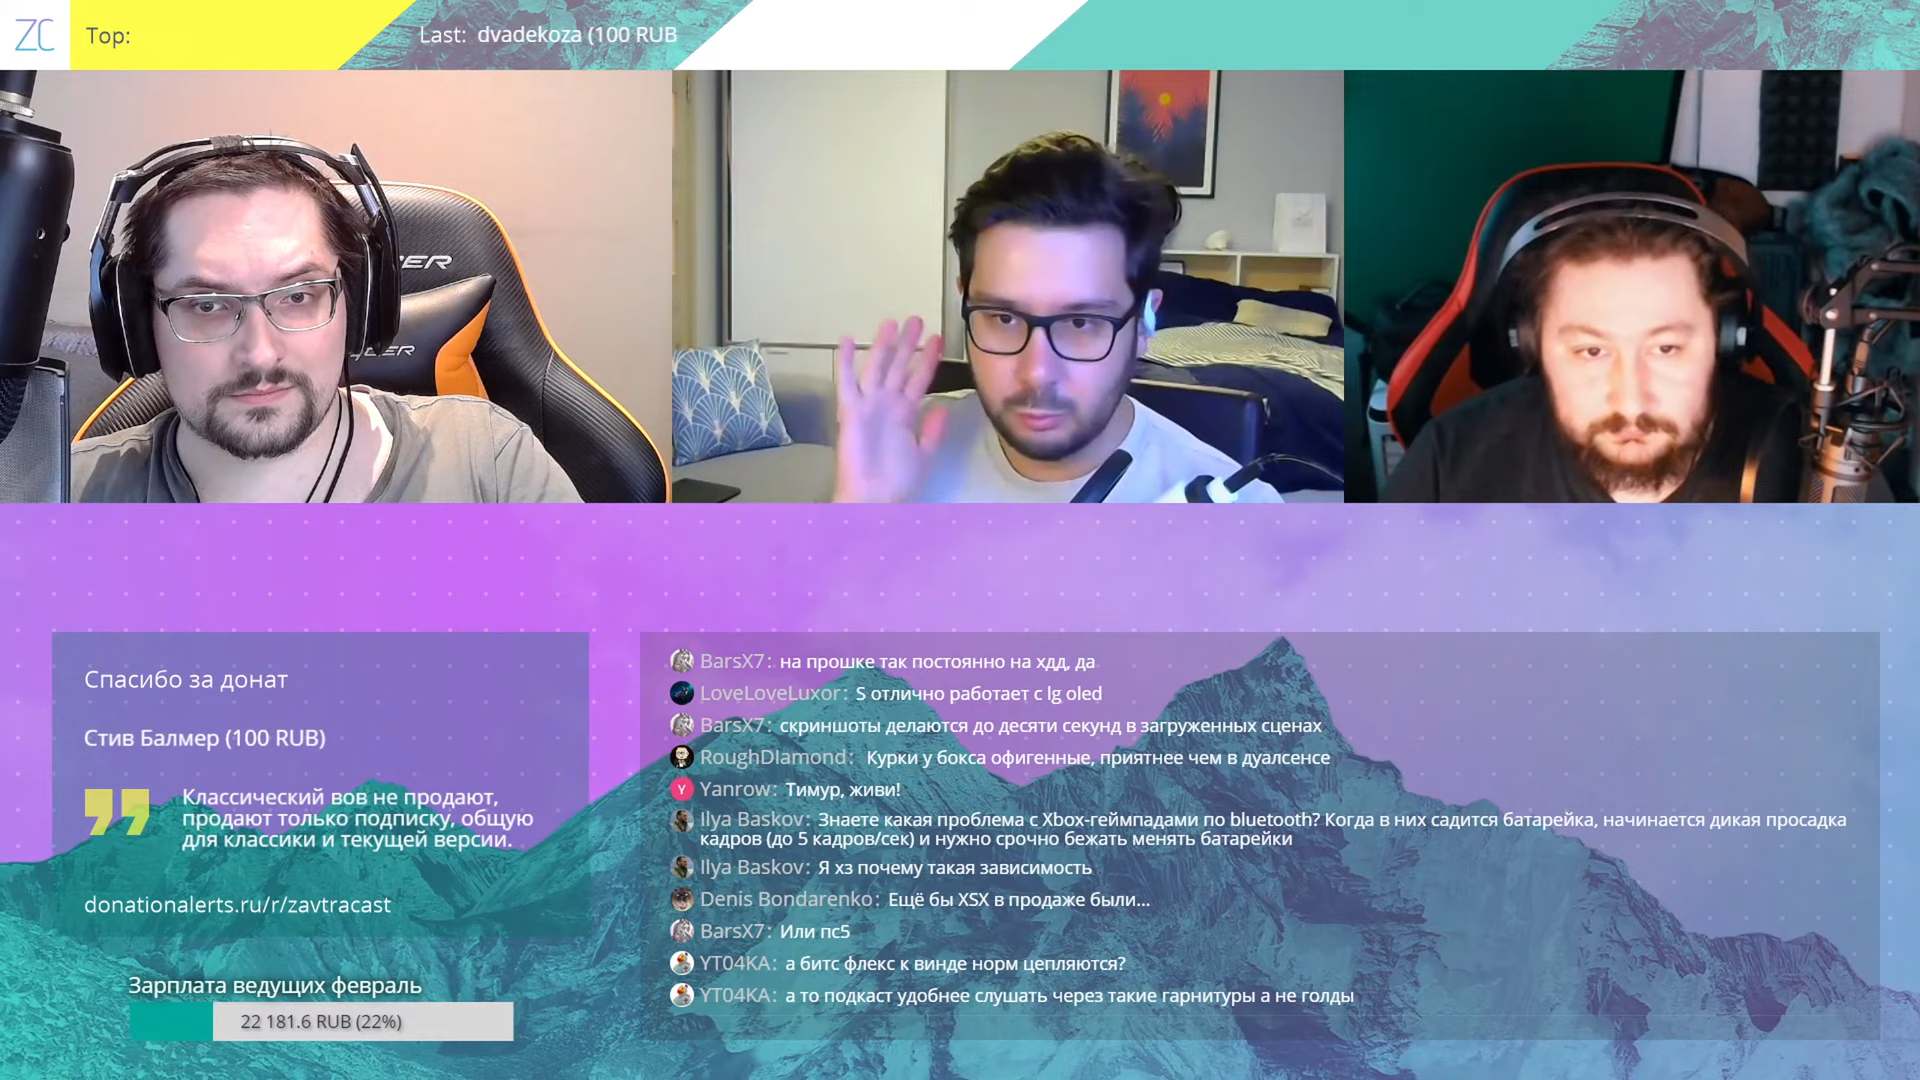 ZC
Top:
Last: dvadekoza (100 RUB
Спасибо за донат
Стив Балмер (100 RUB)
Классический вов не продают,
продают только подписку, общую
для классики и текущей версии.
donationalerts.ru/r/zavtracast
Зарплата ведущих февраль
22 181.6 RUB (22%)
BarsX7: на прошке так постоянно на хдд, да
LoveLoveLuxor: S отлично работает с lg oled
BarsX7: скриншоты делаются до десяти секунд в загруженных сценах
RoughDIamond: Курки у бокса офигенные, приятнее чем в дуалсенсе
Y
Yanrow: Тимур, живи!
Ilya Baskov: Знаете какая проблема с Xbox-геймпадами по bluetooth? Когда в них садится батарейка, начинается дикая просадка
кадров (до 5 кадров/сек) и нужно срочно бежать менять батарейки
Ilya Baskov: Я хз почему такая зависимость
Denis Bondarenko: Ещё бы XSX в продаже были...
BarsX7: Или пс5
YT04KA: а битс флекс к винде норм цепляются?
YT04KA: а то подкаст удобнее слушать через такие гарнитуры а не голды